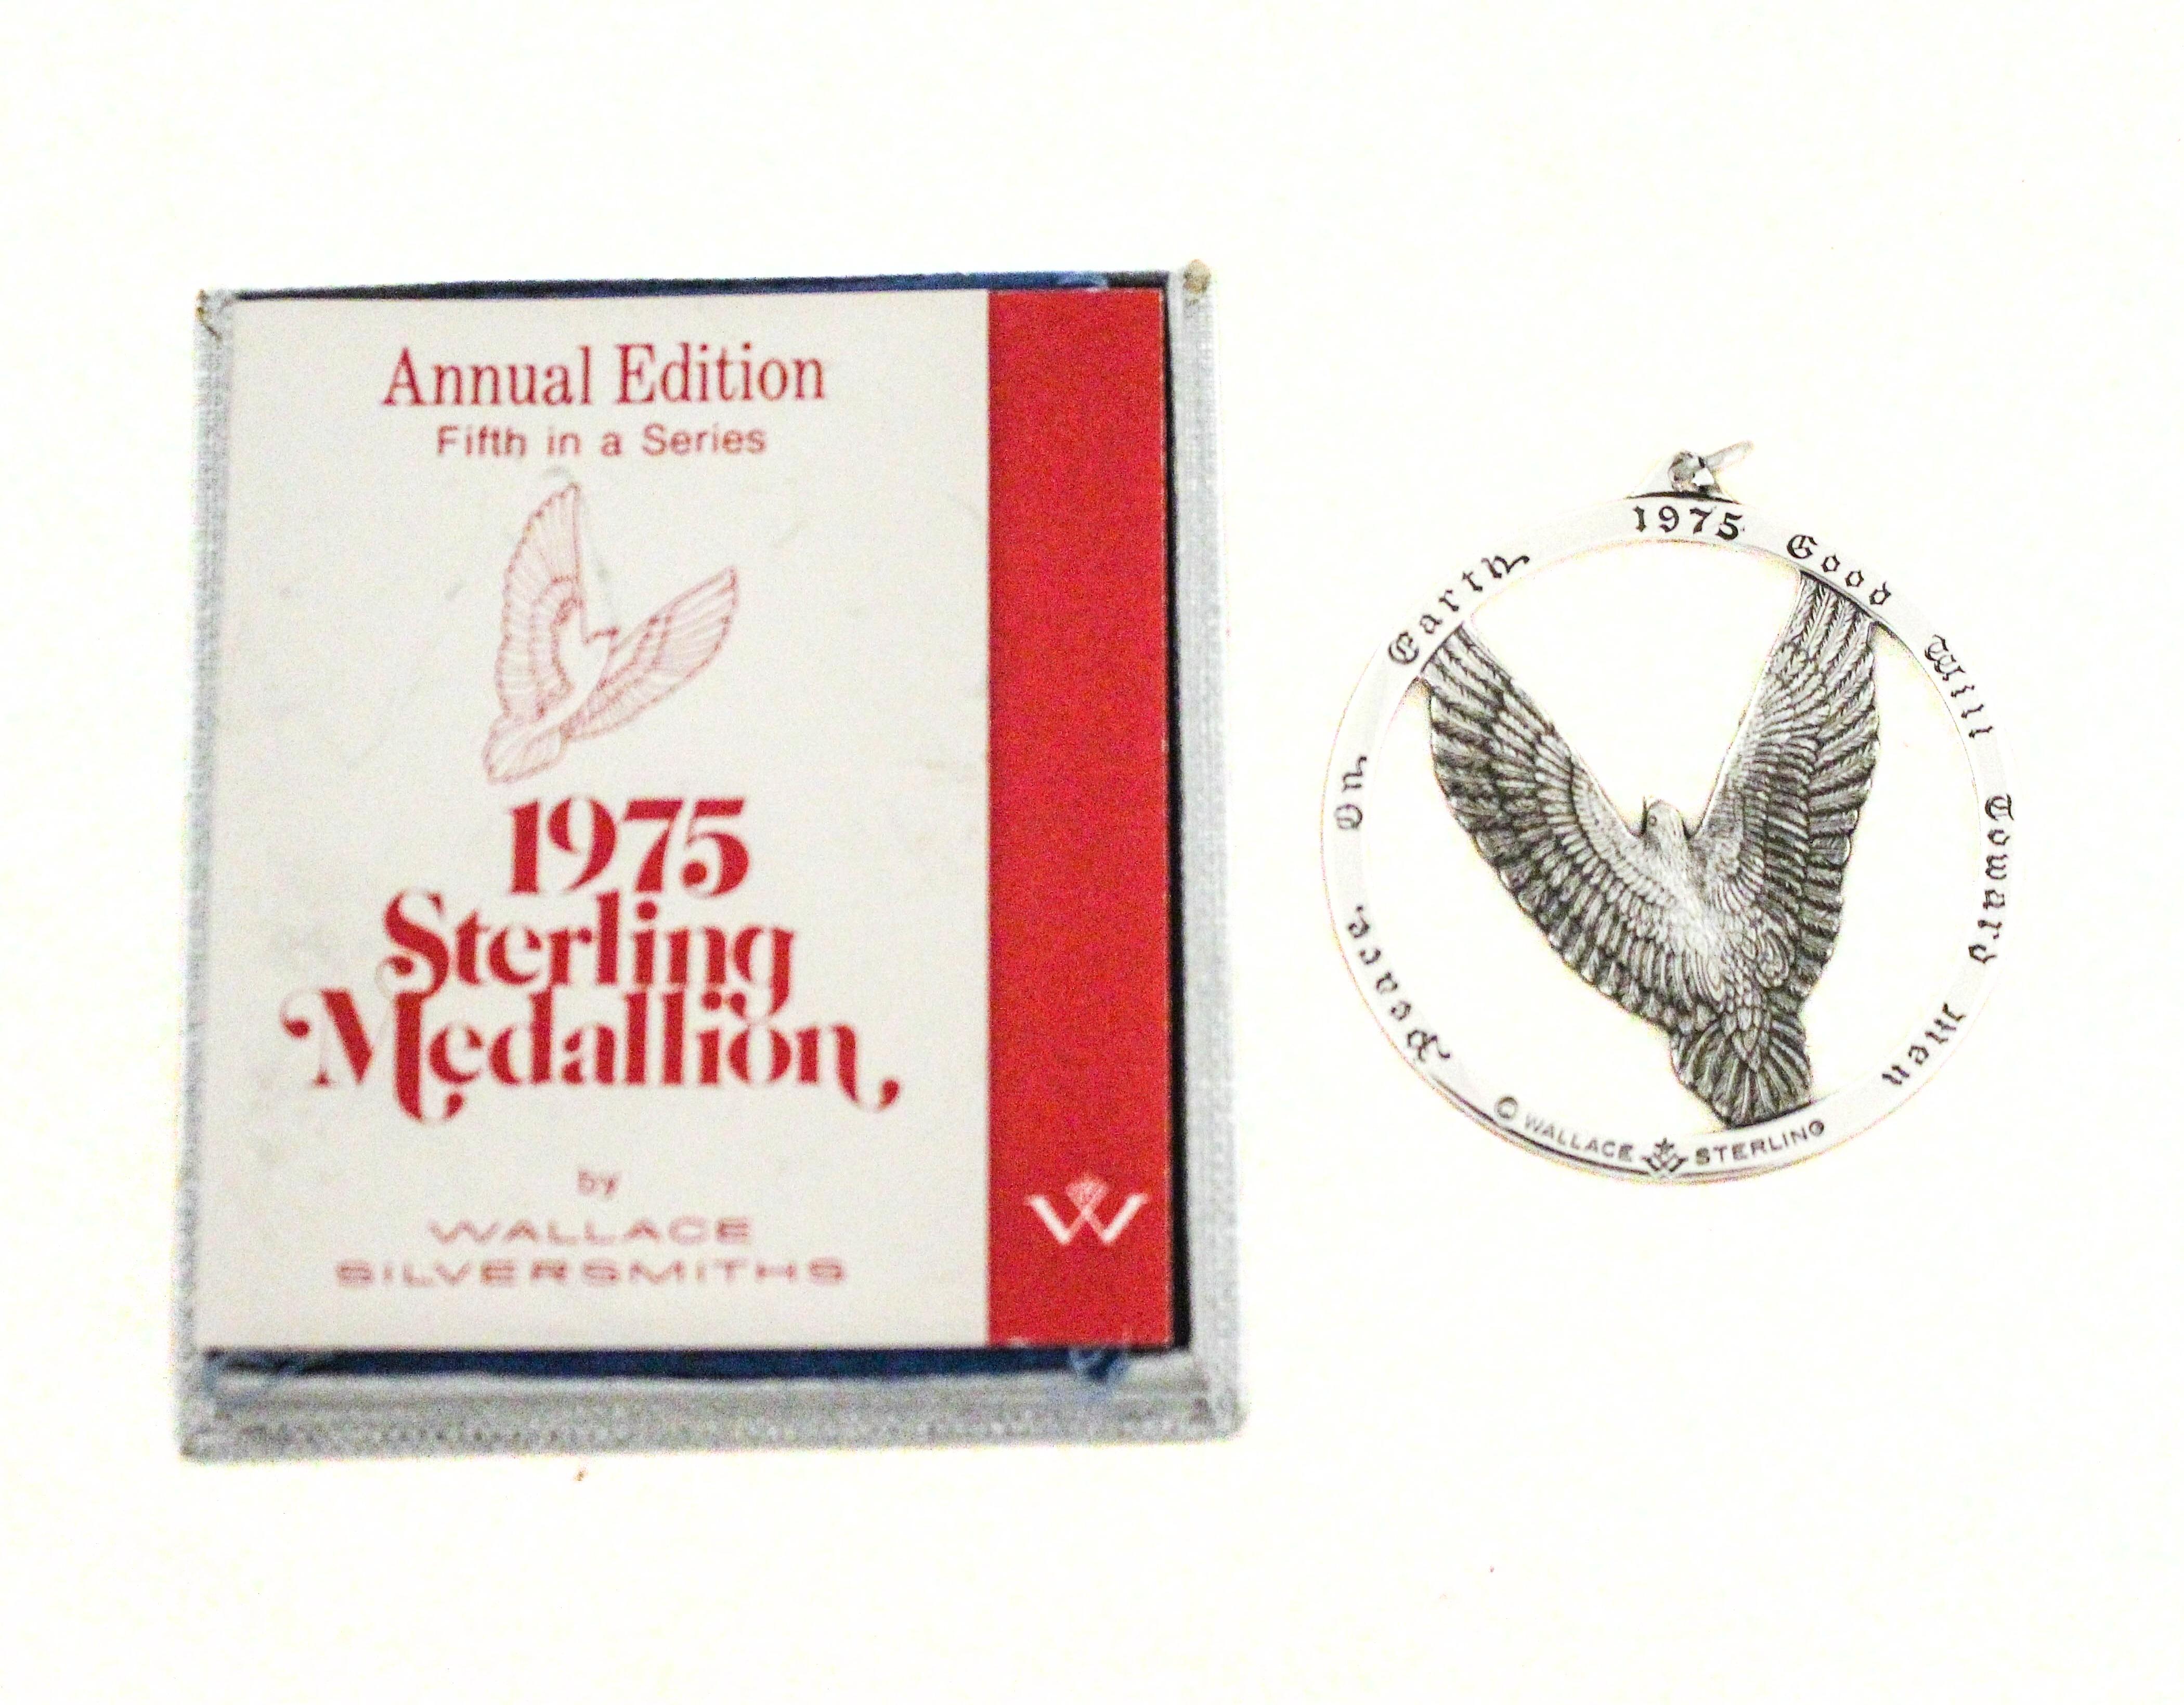 Annual Edition
Fifth in a Series
1975
Sterling
Medallion
by
WALLACE
SILVERSMITHS
W
Peace On Earth 1975 Good Will Toward Men
© WALLACE W STERLING